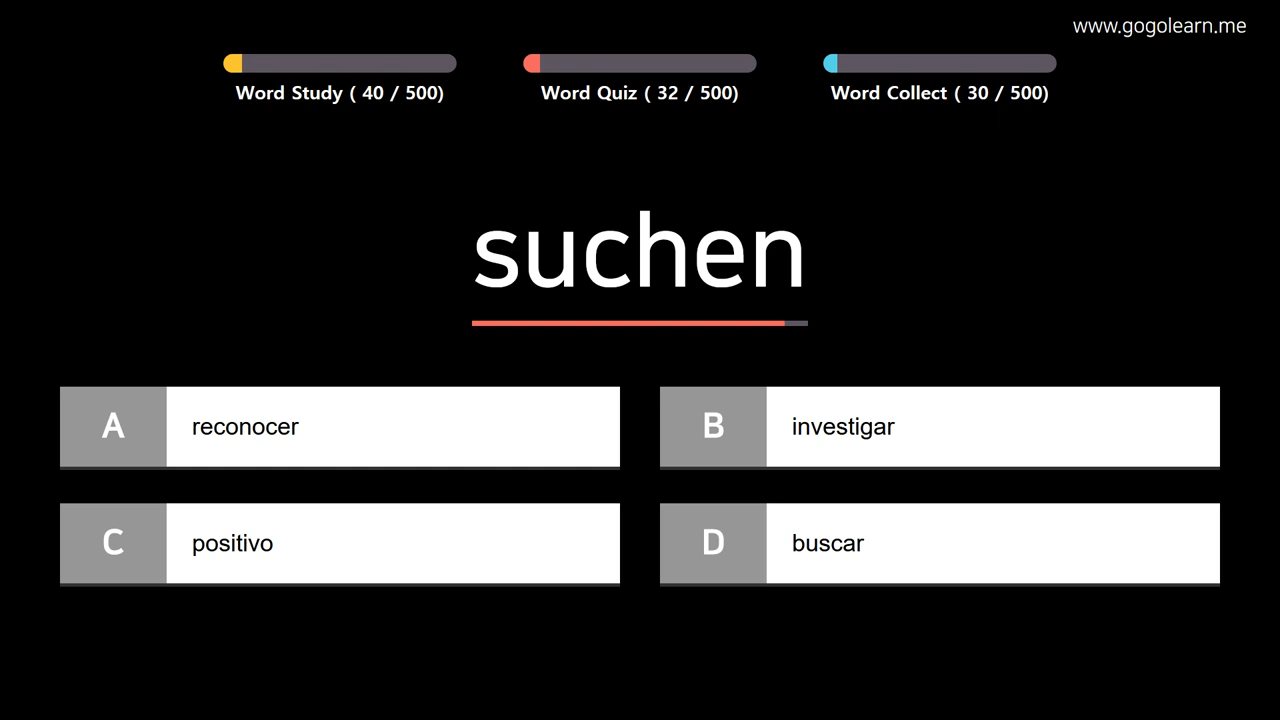 www.gogolearn.me
Word Study ( 40 / 500)
Word Quiz ( 32 / 500)
Word Collect ( 30 / 500)
suchen
A reconocer
B investigar
C positivo
D buscar